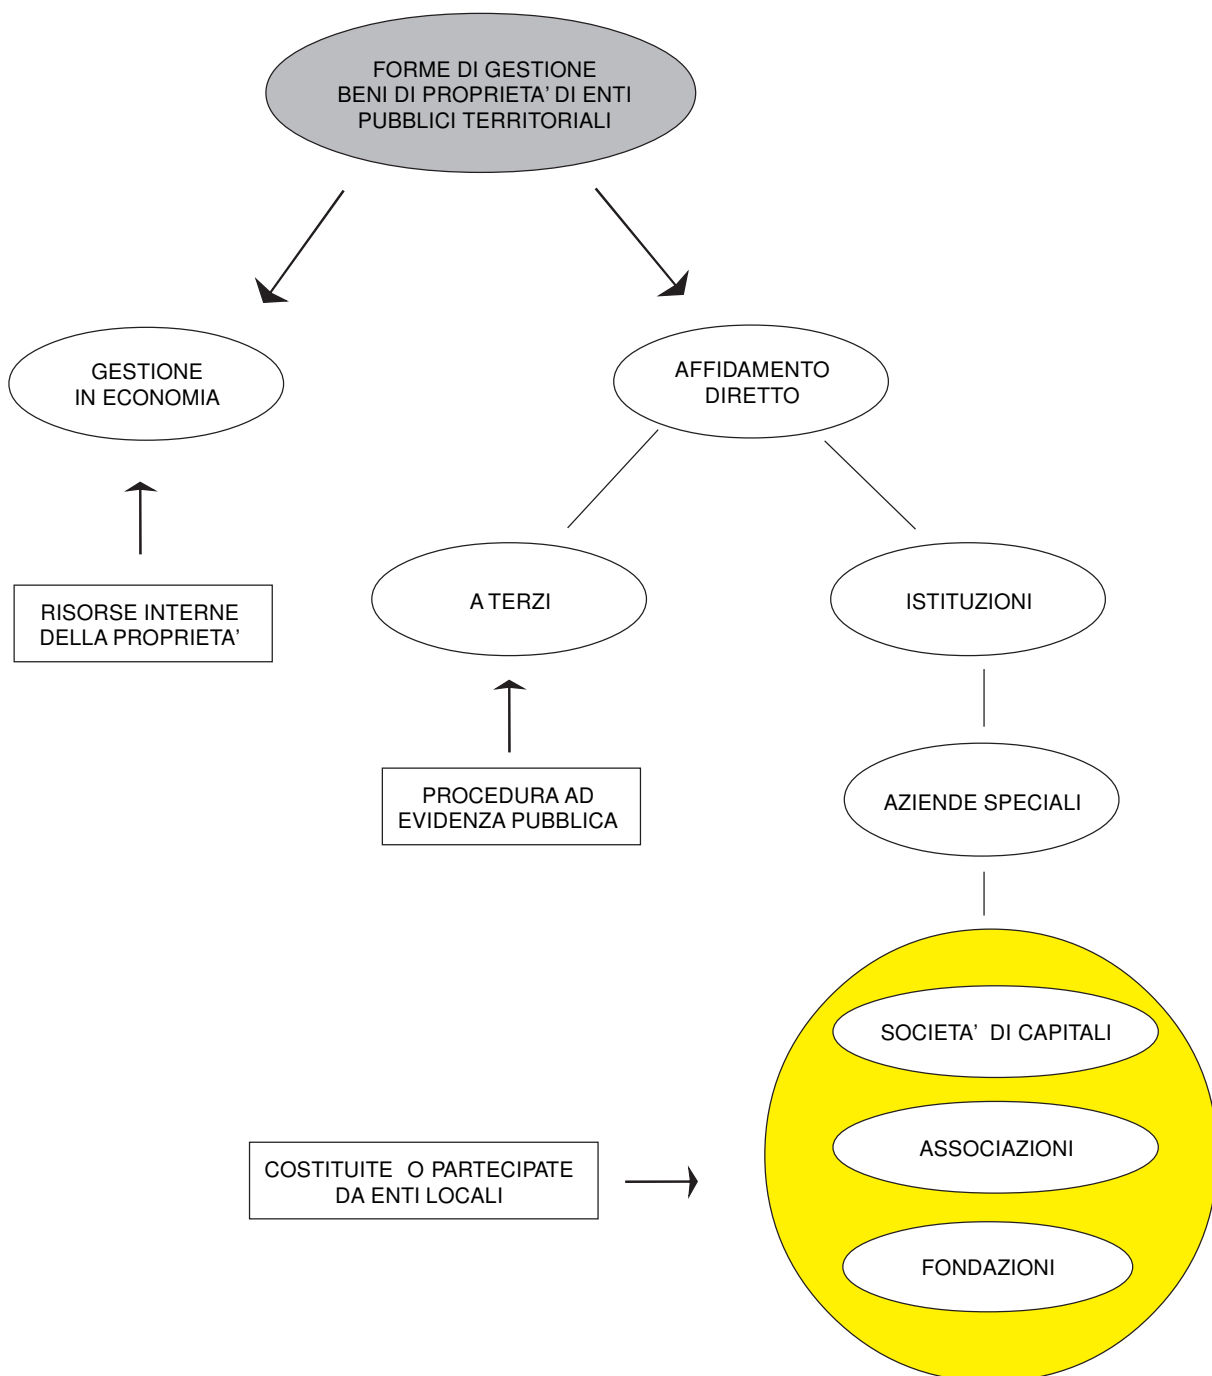 FORME DI GESTIONE
BENI DI PROPRIETA' DI ENTI
PUBBLICI TERRITORIALI
GESTIONE
IN ECONOMIA
AFFIDAMENTO
DIRETTO
RISORSE INTERNE
DELLA PROPRIETA'
A TERZI
ISTITUZIONI
PROCEDURA AD
EVIDENZA PUBBLICA
AZIENDE SPECIALI
SOCIETA' DI CAPITALI
ASSOCIAZIONI
COSTITUITE O PARTECIPATE
DA ENTI LOCALI
FONDAZIONI